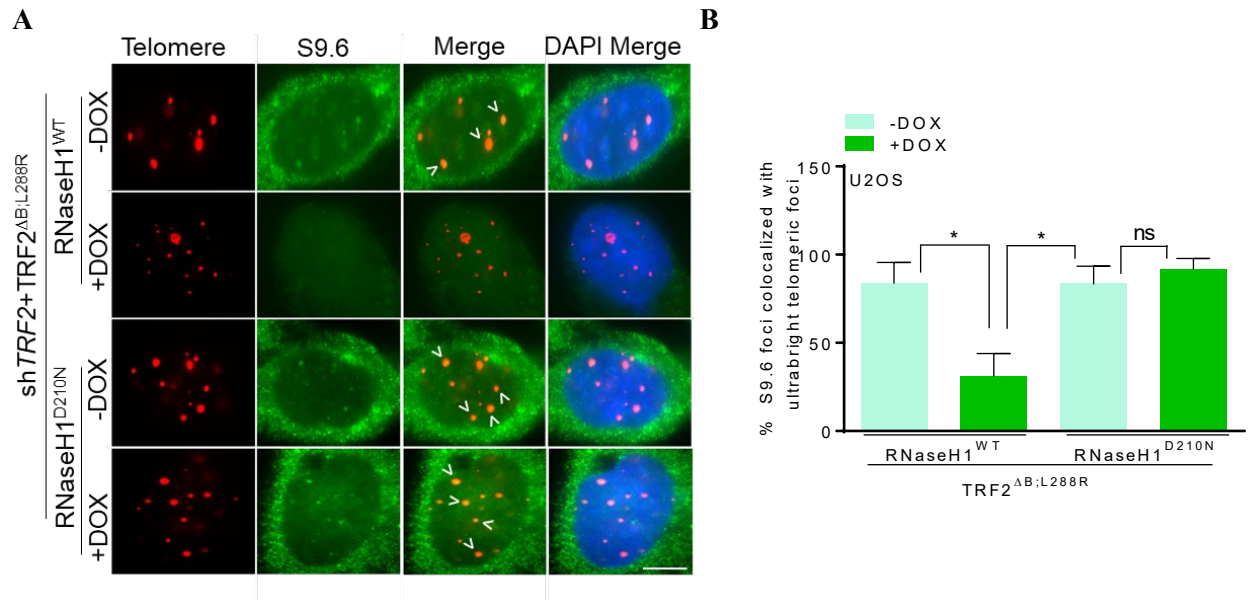 A
Telomere S9.6 Merge DAPI Merge
shTRF2+TRF2ΔB;L288R
RNaseH1WT
-DOX
+DOX
RNaseH1D210N
-DOX
+DOX
B
-DOX
+DOX
% S9.6 foci colocalized with
ultrabright telomeric foci
150
100
50
0
U2OS
* * ns
RNaseH1WT RNaseH1D210N
TRF2ΔB;L288R